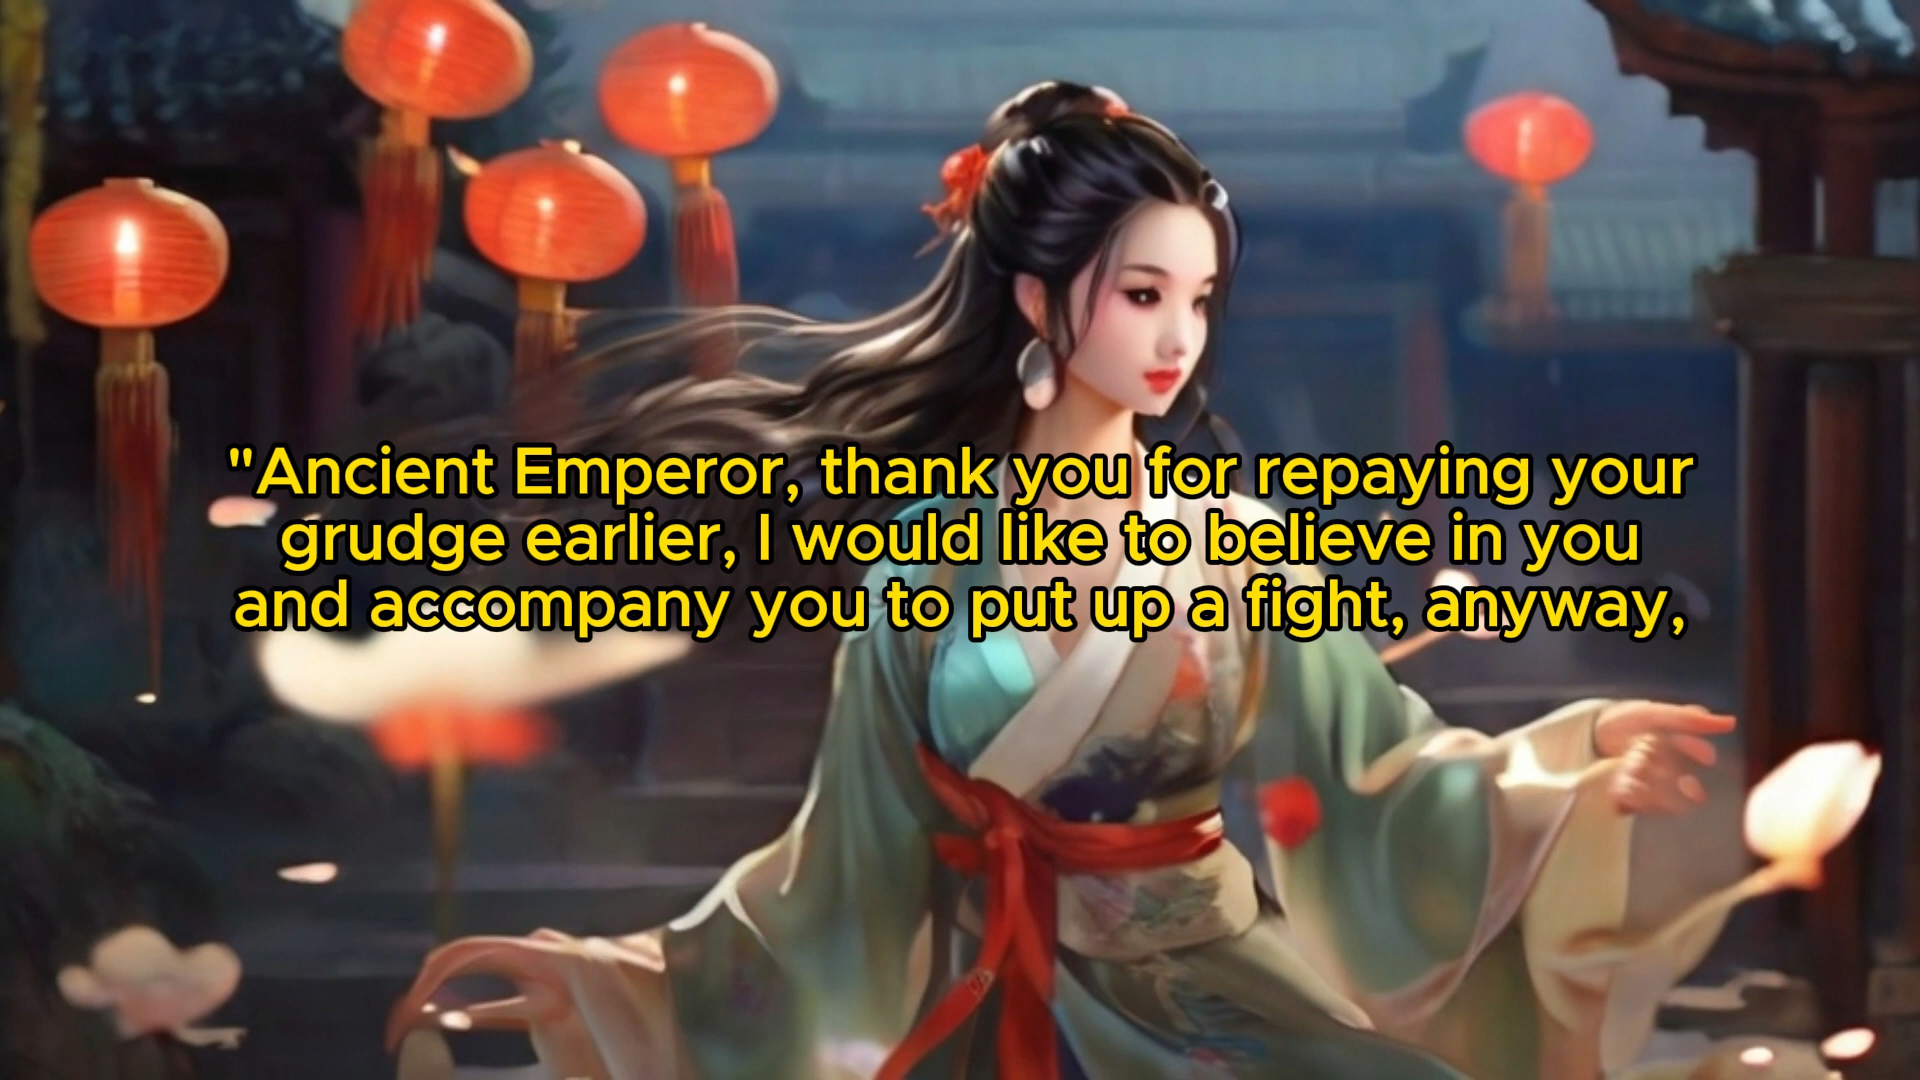 "Ancient Emperor, thank you for repaying your
grudge earlier, I would like to believe in you
and accompany you to put up a fight, anyway,